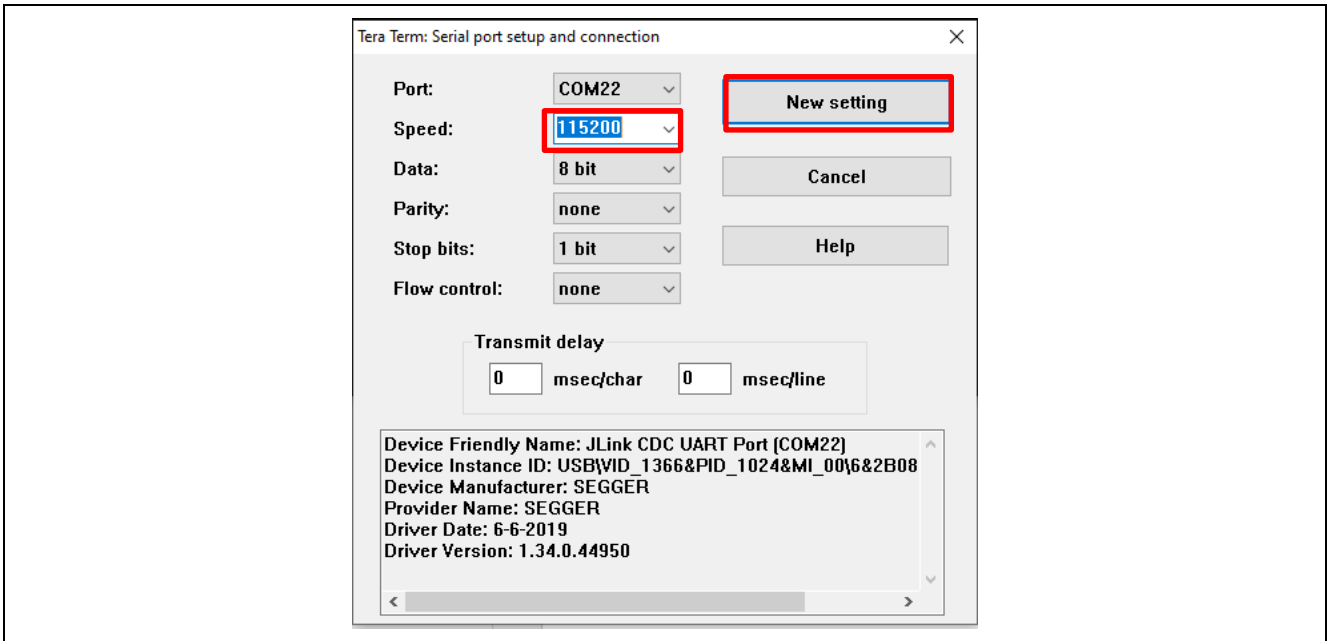 Tera Term: Serial port setup and connection
Port: COM22
New setting
Speed: 115200
Data: 8 bit
Cancel
Parity: none
Stop bits: 1 bit
Help
Flow control: none
Transmit delay
0 msec/char 0 msec/line
Device Friendly Name: JLink CDC UART Port (COM22)
Device Instance ID: USB\VID_1366&PID_1024&MI_00\6&2B08
Device Manufacturer: SEGGER
Provider Name: SEGGER
Driver Date: 6-6-2019
Driver Version: 1.34.0.44950